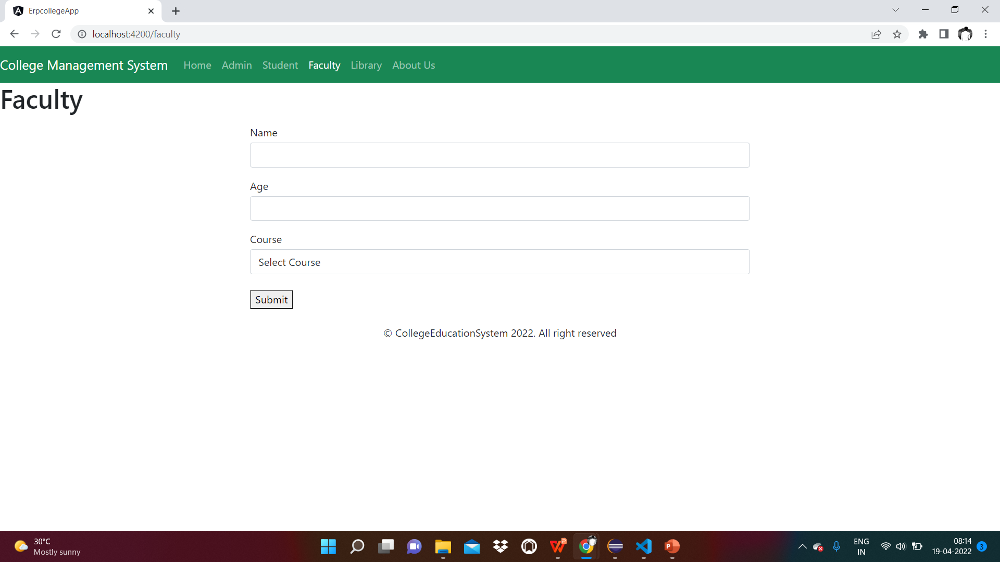 ErpcollegeApp
localhost:4200/faculty
College Management System Home Admin Student Faculty Library About Us
Faculty
Name
Age
Course
Select Course
Submit
© CollegeEducationSystem 2022. All right reserved
30°C
Mostly sunny
ENG
IN
08:14
19-04-2022
3